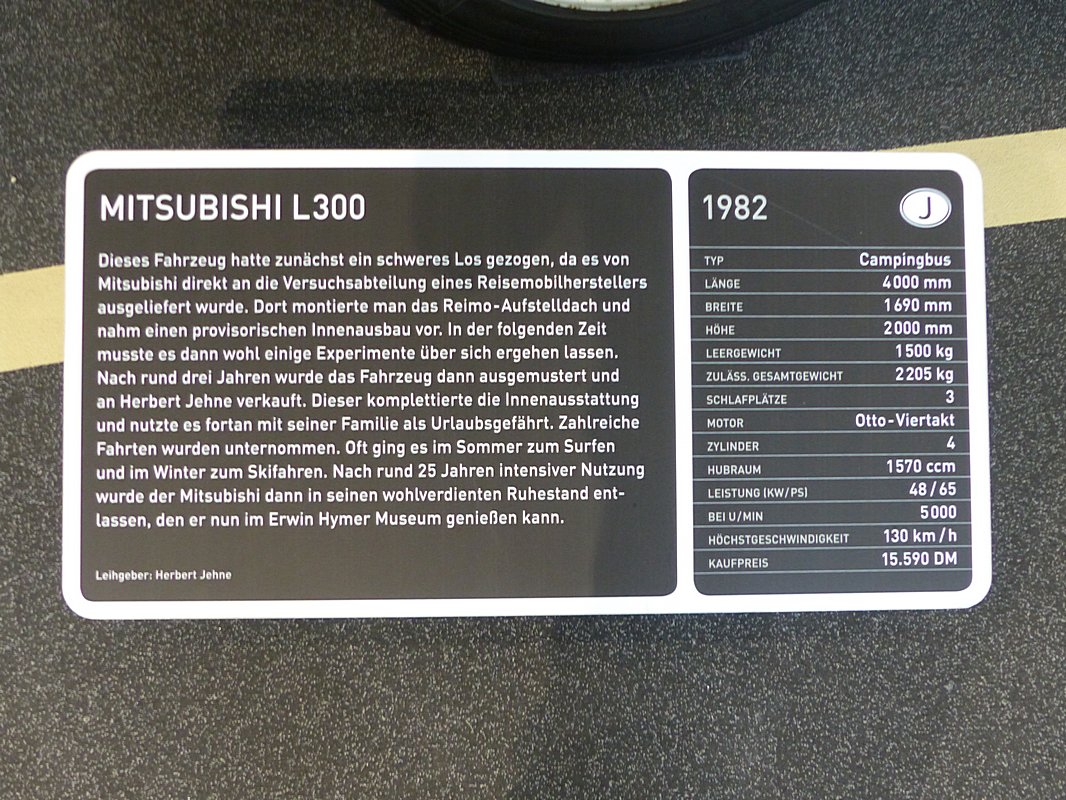 MITSUBISHI L300
Dieses Fahrzeug hatte zunächst ein schweres Los gezogen, da es von
Mitsubishi direkt an die Versuchsabteilung eines Reisemobilherstellers
ausgeliefert wurde. Dort montierte man das Reimo-Aufstelldach und
nahm einen provisorischen Innenausbau vor. In der folgenden Zeit
musste es dann wohl einige Experimente über sich ergehen lassen.
Nach rund drei Jahren wurde das Fahrzeug dann ausgemustert und
an Herbert Jehne verkauft. Dieser komplettierte die Innenausstattung
und nutzte es fortan mit seiner Familie als Urlaubsgefährt. Zahlreiche
Fahrten wurden unternommen. Oft ging es im Sommer zum Surfen
und im Winter zum Skifahren. Nach rund 25 Jahren intensiver Nutzung
wurde der Mitsubishi dann in seinen wohlverdienten Ruhestand ent-
lassen, den er nun im Erwin Hymer Museum genießen kann.
Leihgeber: Herbert Jehne
1982 J
TYP Campingbus
LÄNGE 4000 mm
BREITE 1690 mm
HÖHE 2000 mm
LEERGEWICHT 1500 kg
ZULÄSS. GESAMTGEWICHT 2205 kg
SCHLAFPLÄTZE 3
MOTOR Otto-Viertakt
ZYLINDER 4
HUBRAUM 1570 ccm
LEISTUNG (KW/PS) 48/65
BEI U/MIN 5000
HÖCHSTGESCHWINDIGKEIT 130 km/h
KAUFPREIS 15.590 DM